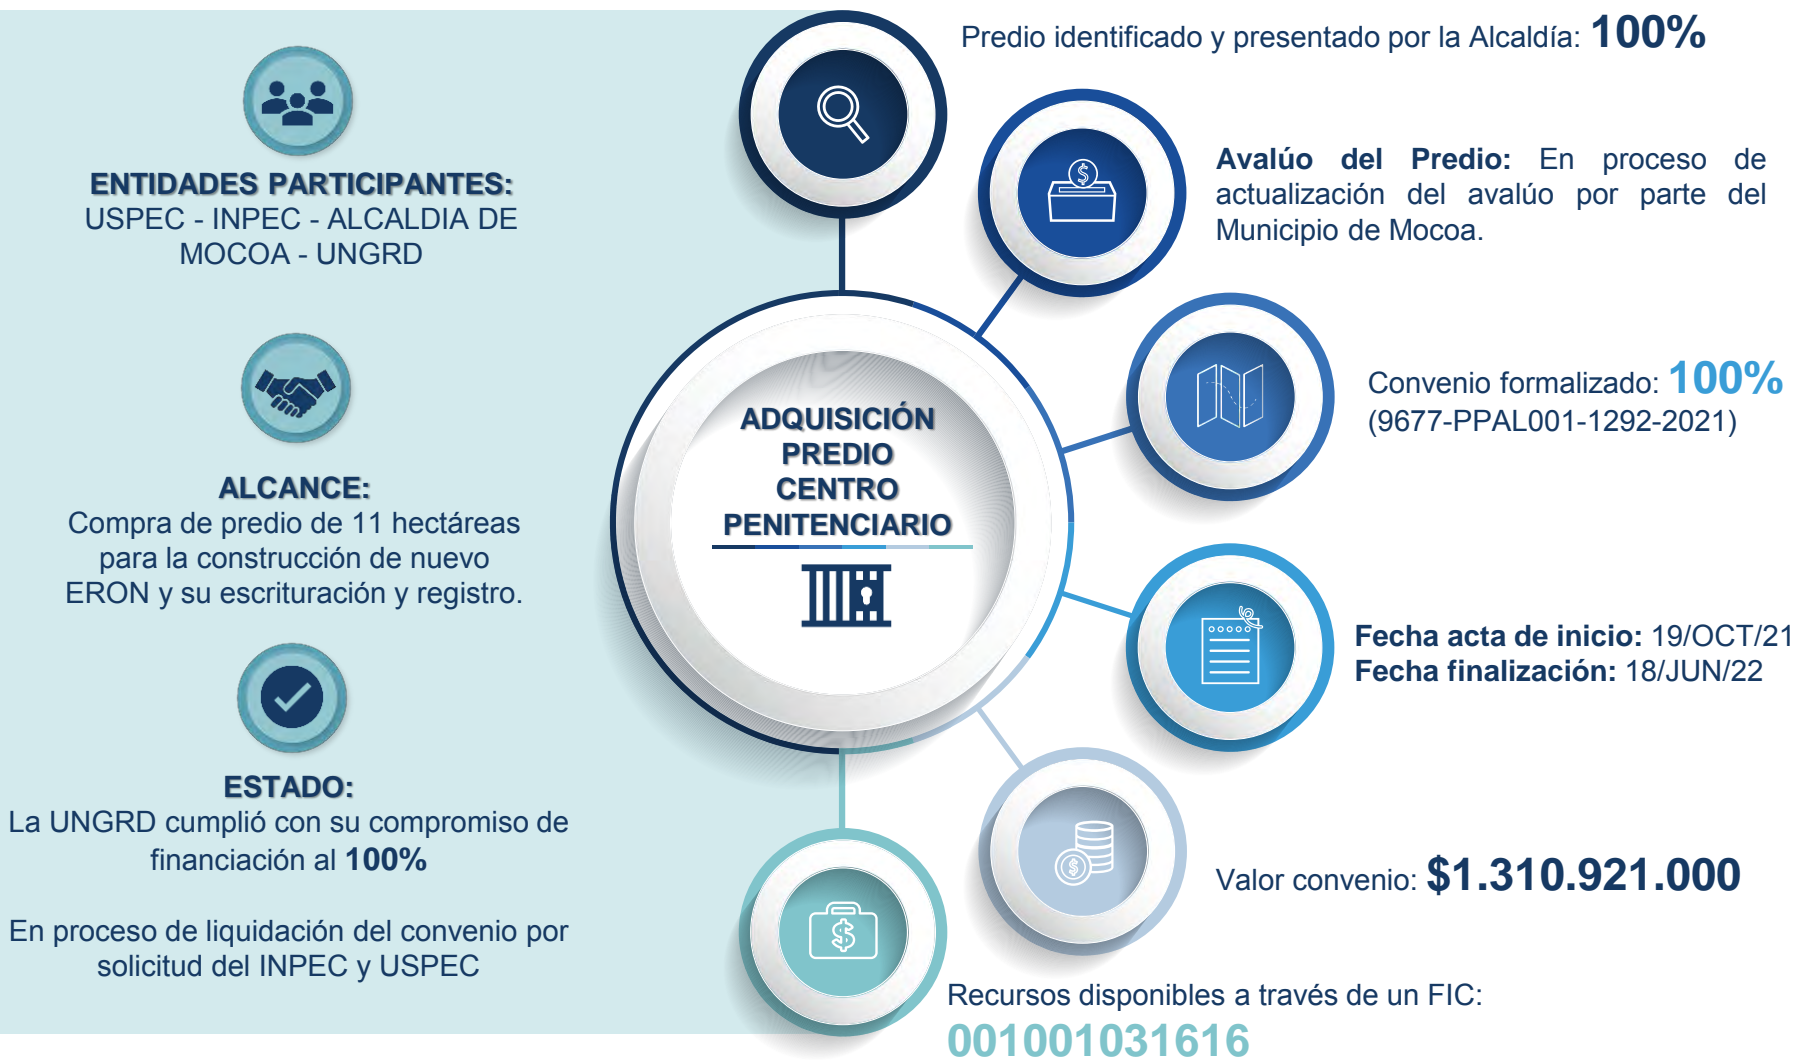 ENTIDADES PARTICIPANTES:
USPEC - INPEC - ALCALDIA DE
MOCOA - UNGRD
ALCANCE:
Compra de predio de 11 hectáreas
para la construcción de nuevo
ERON y su escrituración y registro.
ESTADO:
La UNGRD cumplió con su compromiso de
financiación al 100%
En proceso de liquidación del convenio por
solicitud del INPEC y USPEC
ADQUISICIÓN
PREDIO
CENTRO
PENITENCIARIO
Predio identificado y presentado por la Alcaldía: 100%
Avalúo del Predio: En proceso de
actualización del avalúo por parte del
Municipio de Mocoa.
Convenio formalizado: 100%
(9677-PPAL001-1292-2021)
Fecha acta de inicio: 19/OCT/21
Fecha finalización: 18/JUN/22
Valor convenio: $1.310.921.000
Recursos disponibles a través de un FIC:
001001031616